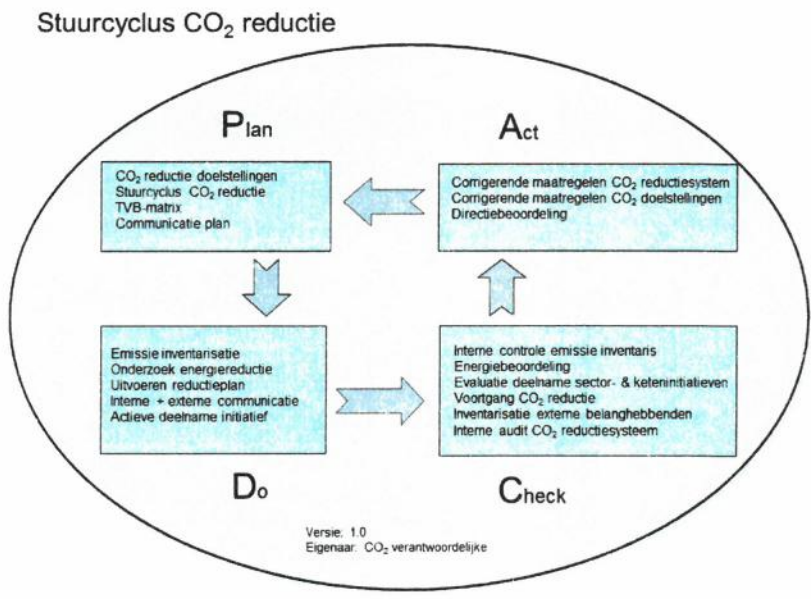 Stuurcyclus CO₂ reductie
Plan
CO₂ reductie doelstellingen
Stuurcyclus CO₂ reductie
TVB-matrix
Communicatie plan
Act
Corrigerende maatregelen CO₂ reductiesystem
Corrigerende maatregelen CO₂ doelstellingen
Directiebeoordeling
Emissie inventarisatie
Onderzoek energiereductie
Uitvoeren reductieplan
Interne + externe communicatie
Actieve deelname initiatief
Do
Interne controle emissie inventaris
Energiebeoordeling
Evaluatie deelname sector- & keteninitiatieven
Voortgang CO₂ reductie
Inventarisatie externe belanghebbenden
Interne audit CO₂ reductiesysteem
Check
Versie: 1.0
Eigenaar: CO₂ verantwoordelijke